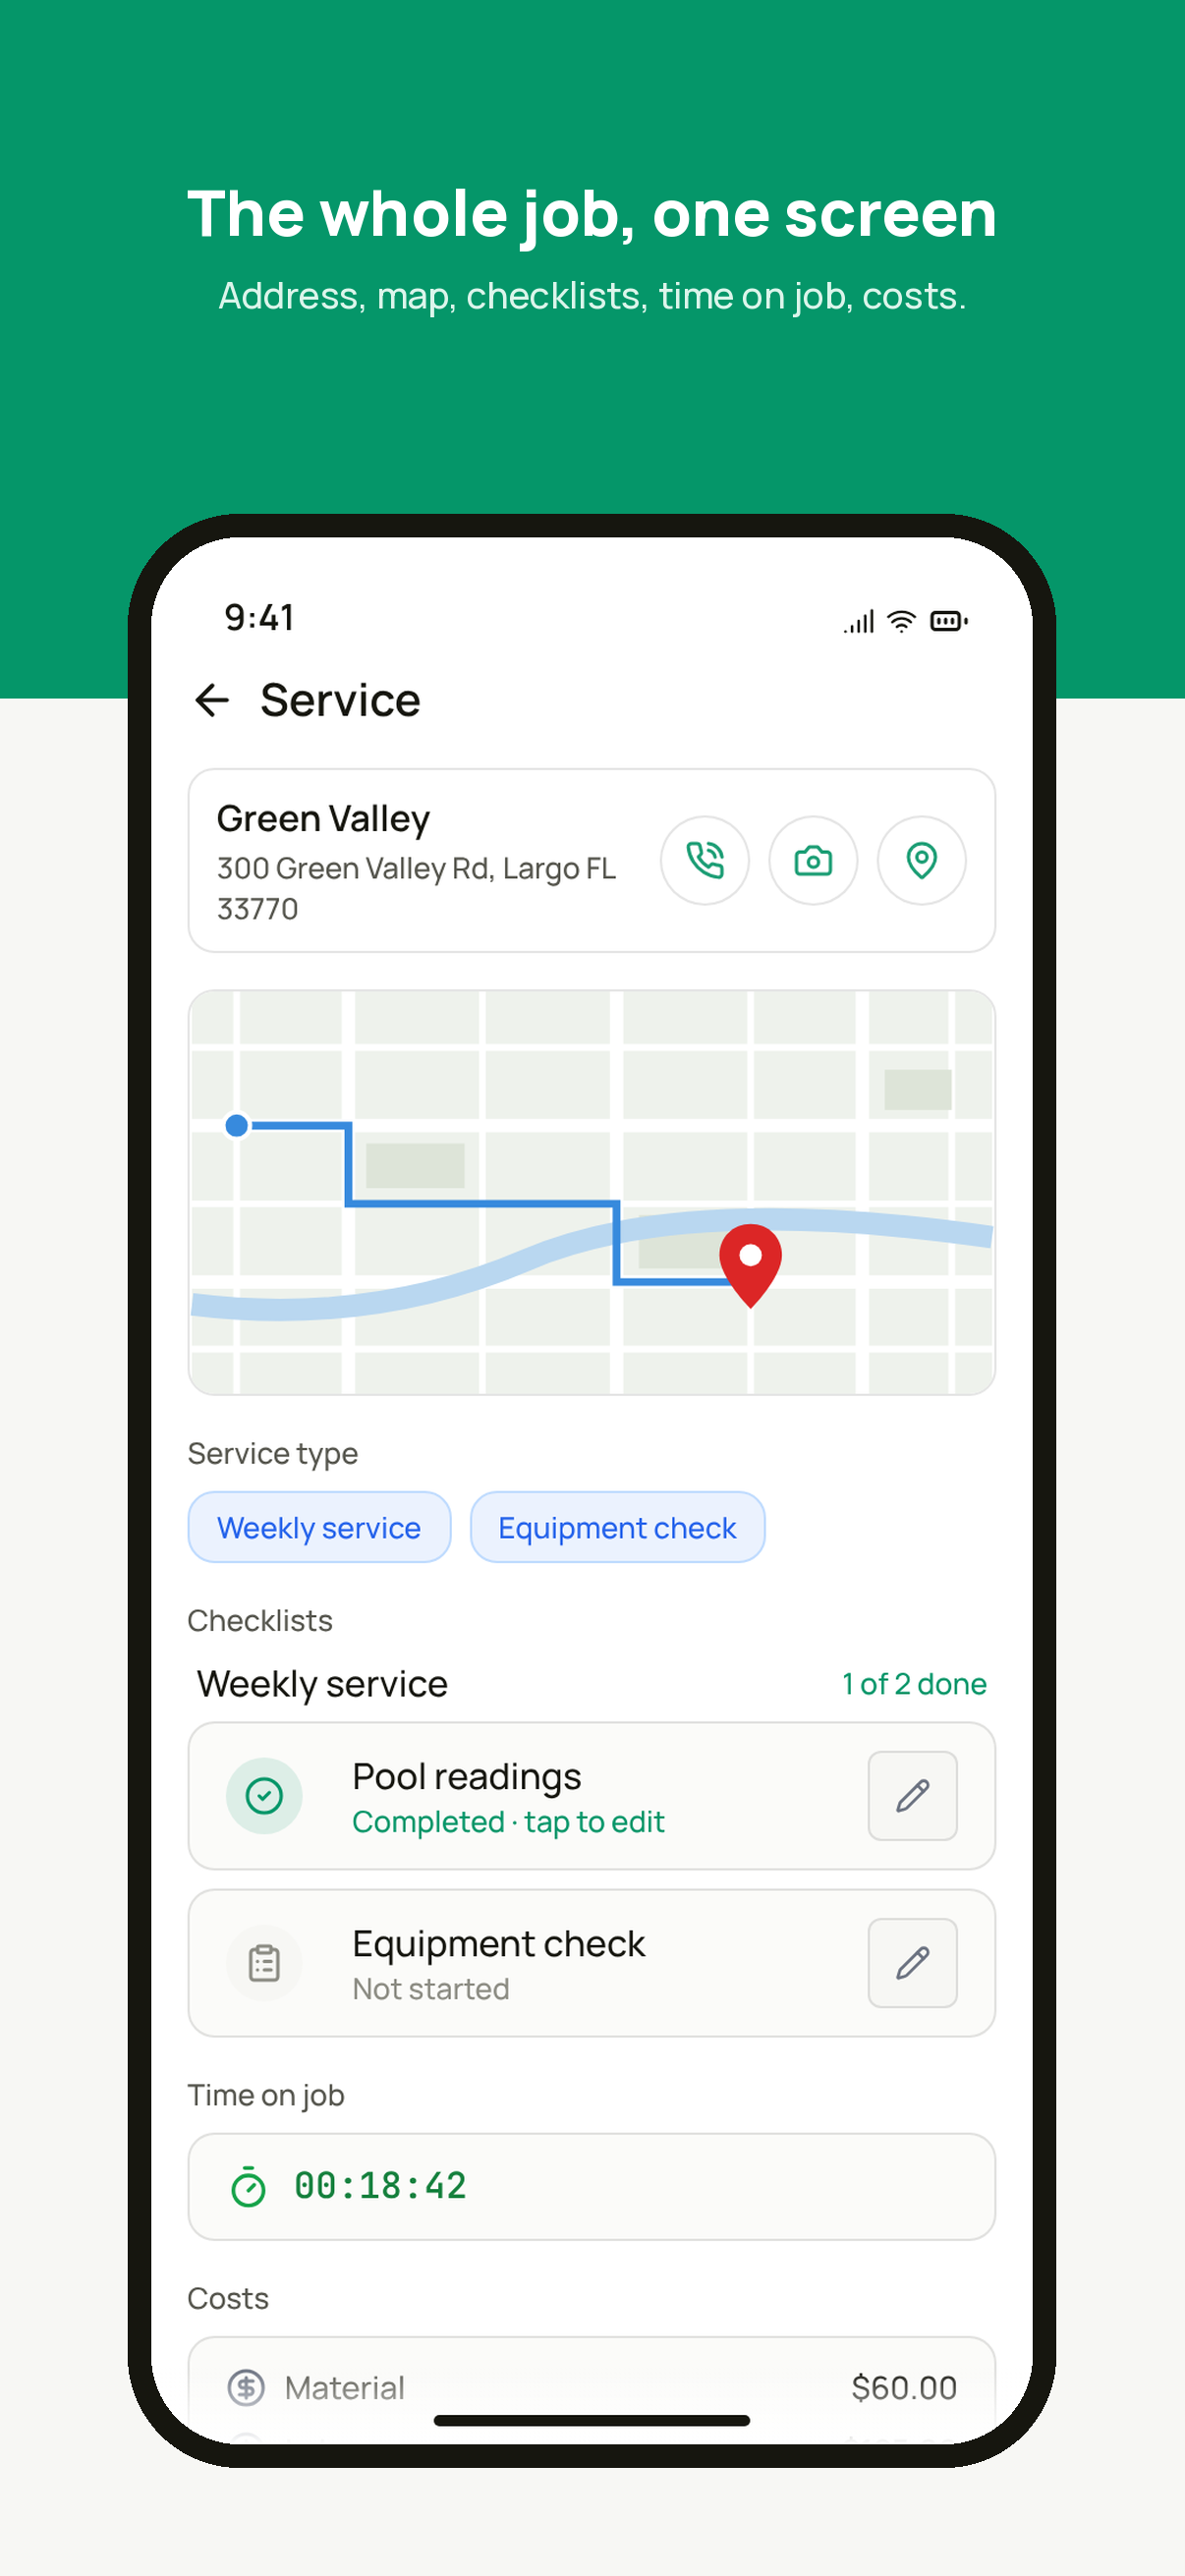 The whole job, one screen
Address, map, checklists, time on job, costs.
9:41
Service
Green Valley
300 Green Valley Rd, Largo FL
33770
Service type
Weekly service
Equipment check
Checklists
Weekly service
1 of 2 done
Pool readings
Completed · tap to edit
Equipment check
Not started
Time on job
00:18:42
Costs
Material
$60.00